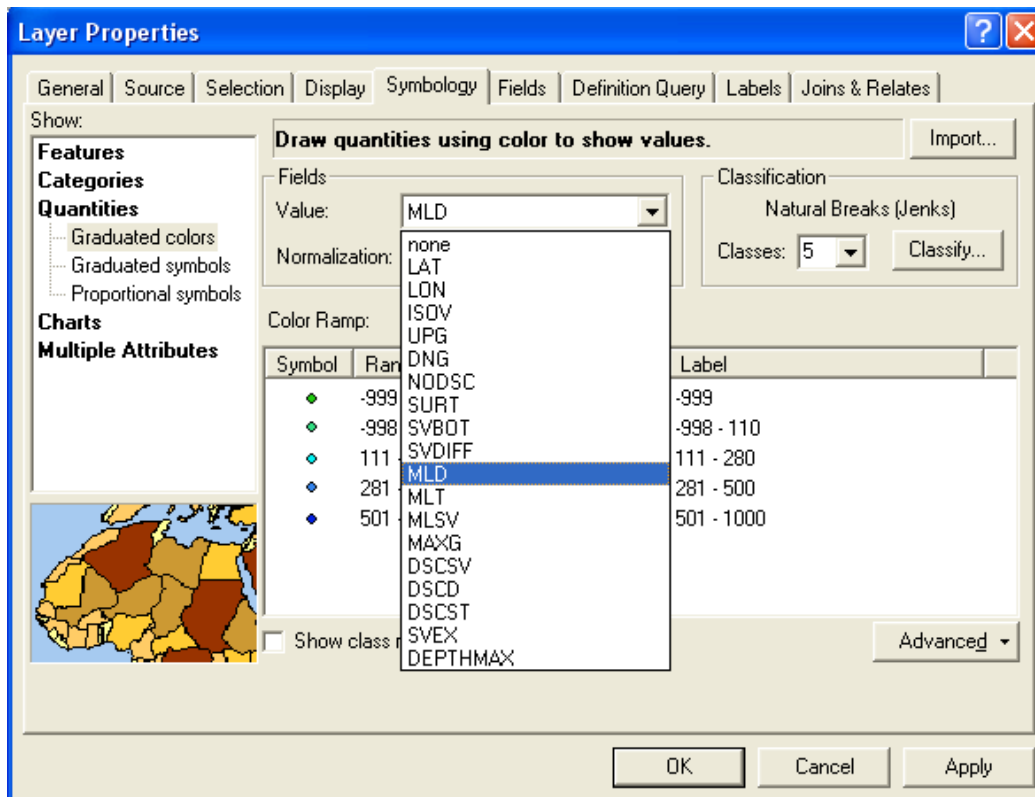 Layer Properties
General Source Selection Display Symbology Fields Definition Query Labels Joins & Relates
Show:
Features
Categories
Quantities
Graduated colors
Graduated symbols
Proportional symbols
Charts
Multiple Attributes
Draw quantities using color to show values.
Import...
Fields
Value: MLD
Normalization:
none
LAT
LON
ISOV
UPG
DNG
NODSC
SURT
SVBOT
SVDIFF
MLD
MLT
MLSV
MAXG
DSCSV
DSCD
DSCST
SVEX
DEPTHMAX
Classification
Natural Breaks (Jenks)
Classes: 5 Classify...
Color Ramp:
Symbol Ran Label
-999 -999
-998 -998 - 110
111 - 111 - 280
281 - 281 - 500
501 - 501 - 1000
Show class r
Advanced
OK Cancel Apply